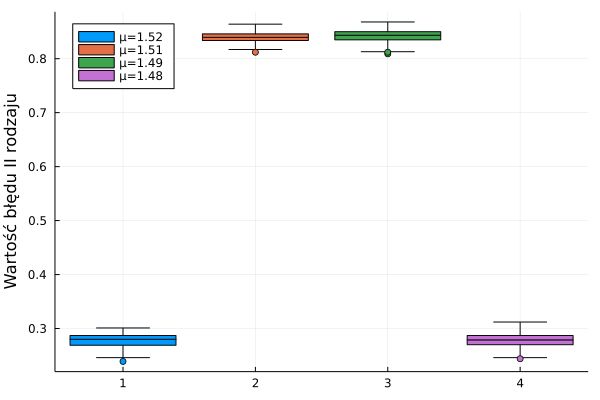 μ=1.52
μ=1.51
μ=1.49
μ=1.48
Wartość błędu II rodzaju
0.8
0.7
0.6
0.5
0.4
0.3
1 2 3 4